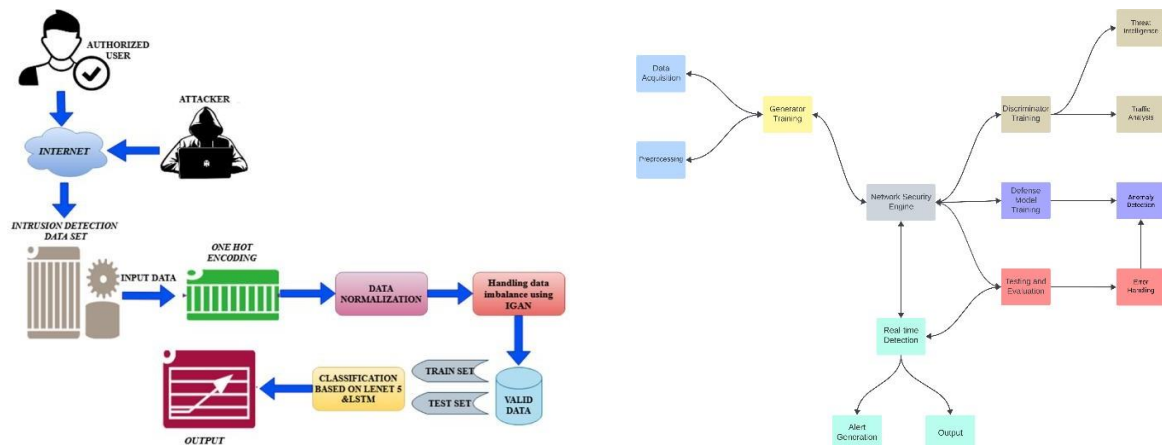 AUTHORIZED
USER
ATTACKER
INTERNET
INTRUSION DETECTION
DATA SET
INPUT DATA
ONE HOT
ENCODING
DATA
NORMALIZATION
Handling data
imbalance using
IGAN
TRAIN SET
TEST SET
VALID
DATA
CLASSIFICATION
BASED ON LENET 5
&LSTM
OUTPUT
Data
Acquisition
Preprocessing
Generator
Training
Network Security
Engine
Discriminator
Training
Threat
Intelligence
Traffic
Analysis
Defense
Model
Training
Anomaly
Detection
Testing and
Evaluation
Error
Handling
Real-time
Detection
Alert
Generation
Output